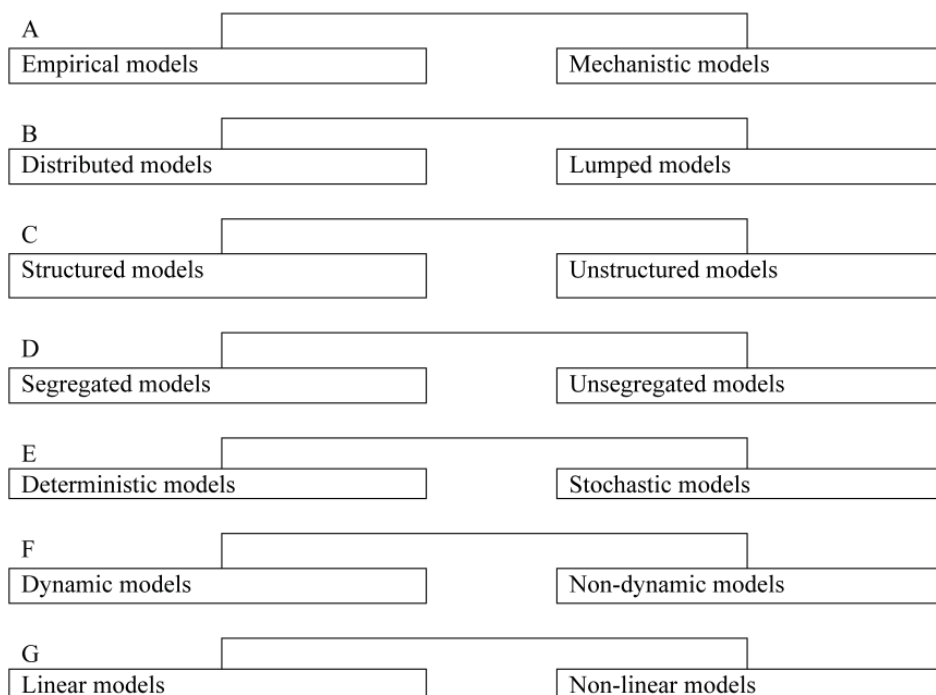 A
Empirical models
Mechanistic models
B
Distributed models
Lumped models
C
Structured models
Unstructured models
D
Segregated models
Unsegregated models
E
Deterministic models
Stochastic models
F
Dynamic models
Non-dynamic models
G
Linear models
Non-linear models